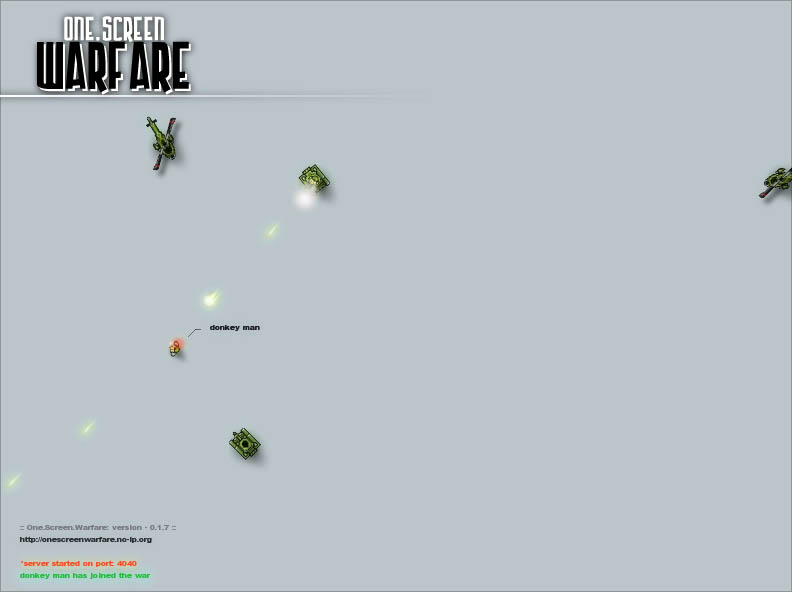 ONE.SCREEN
WARFARE
donkey man
:: One.Screen.Warfare: version - 0.1.7 ::
http://onescreenwarfare.no-ip.org
*server started on port: 4040
donkey man has joined the war